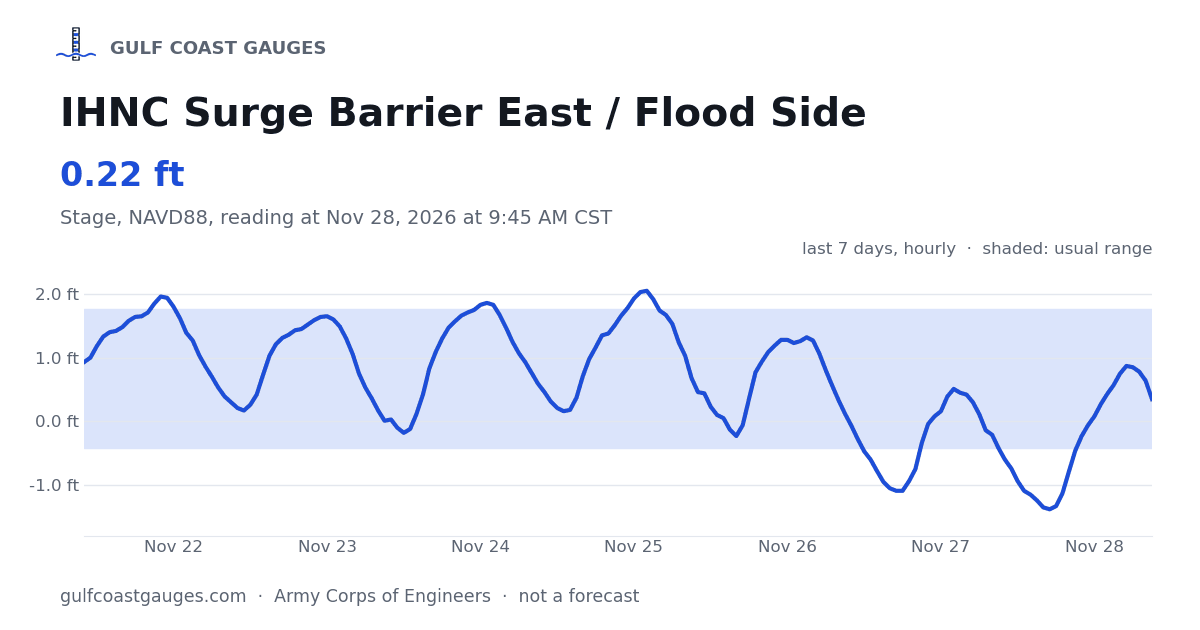 GULF COAST GAUGES
IHNC Surge Barrier East / Flood Side
0.22 ft
Stage, NAVD88, reading at Nov 28, 2026 at 9:45 AM CST
last 7 days, hourly · shaded: usual range
2.0 ft
1.0 ft
0.0 ft
-1.0 ft
Nov 22 Nov 23 Nov 24 Nov 25 Nov 26 Nov 27 Nov 28
gulfcoastgauges.com · Army Corps of Engineers · not a forecast